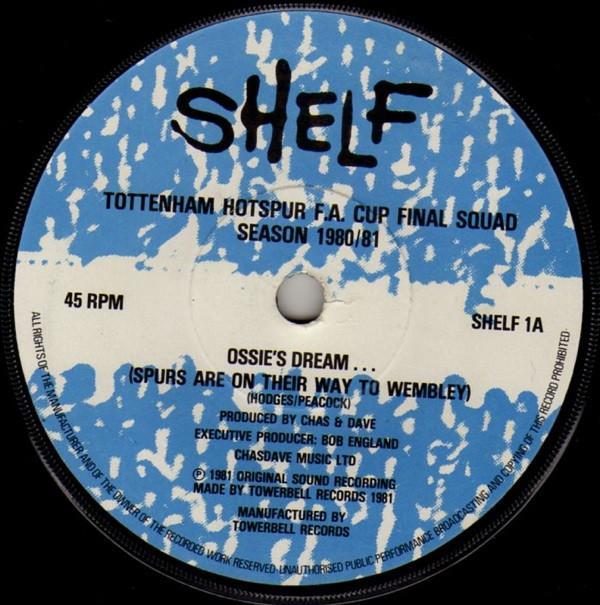 SHELF
TOTTENHAM HOTSPUR F.A. CUP FINAL SQUAD
SEASON 1980/81
45 RPM
SHELF 1A
OSSIE'S DREAM . . .
(SPURS ARE ON THEIR WAY TO WEMBLEY)
(HODGES/PEACOCK)
PRODUCED BY CHAS & DAVE
EXECUTIVE PRODUCER: BOB ENGLAND
CHASDAVE MUSIC LTD
℗ 1981 ORIGINAL SOUND RECORDING
MADE BY TOWERBELL RECORDS 1981
MANUFACTURED BY
TOWERBELL RECORDS
ALL RIGHTS OF THE MANUFACTURER AND OF THE OWNER OF THE RECORDED WORK RESERVED · UNAUTHORISED PUBLIC PERFORMANCE BROADCASTING AND COPYING OF THIS RECORD PROHIBITED ·